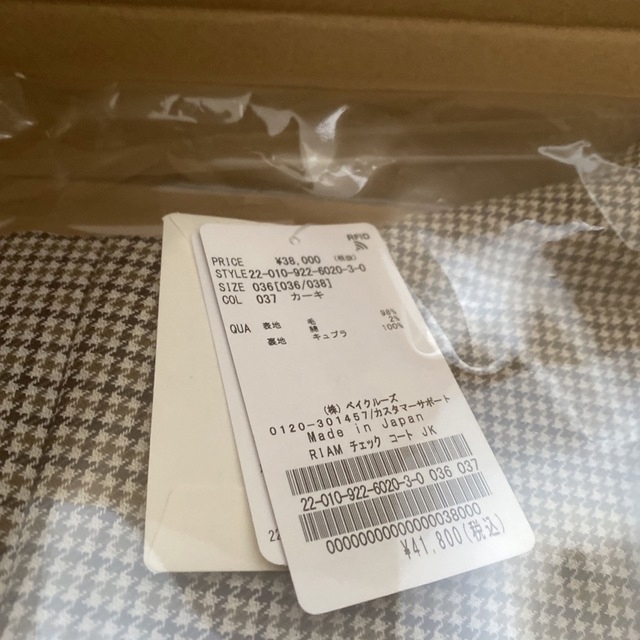 RFID
PRICE ¥38,000 (税抜)
STYLE 22-010-922-6020-3-0
SIZE 036[036/038]
COL 037 カーキ
QUA 表地 毛 98%
綿 2%
裏地 キュプラ 100%
(株) ベイクルーズ
0120-301457/カスタマーサポート
Made in Japan
RIAM チェック コート JK
22-010-922-6020-3-0 036 037
0000000000000038000
¥41,800(税込)
22